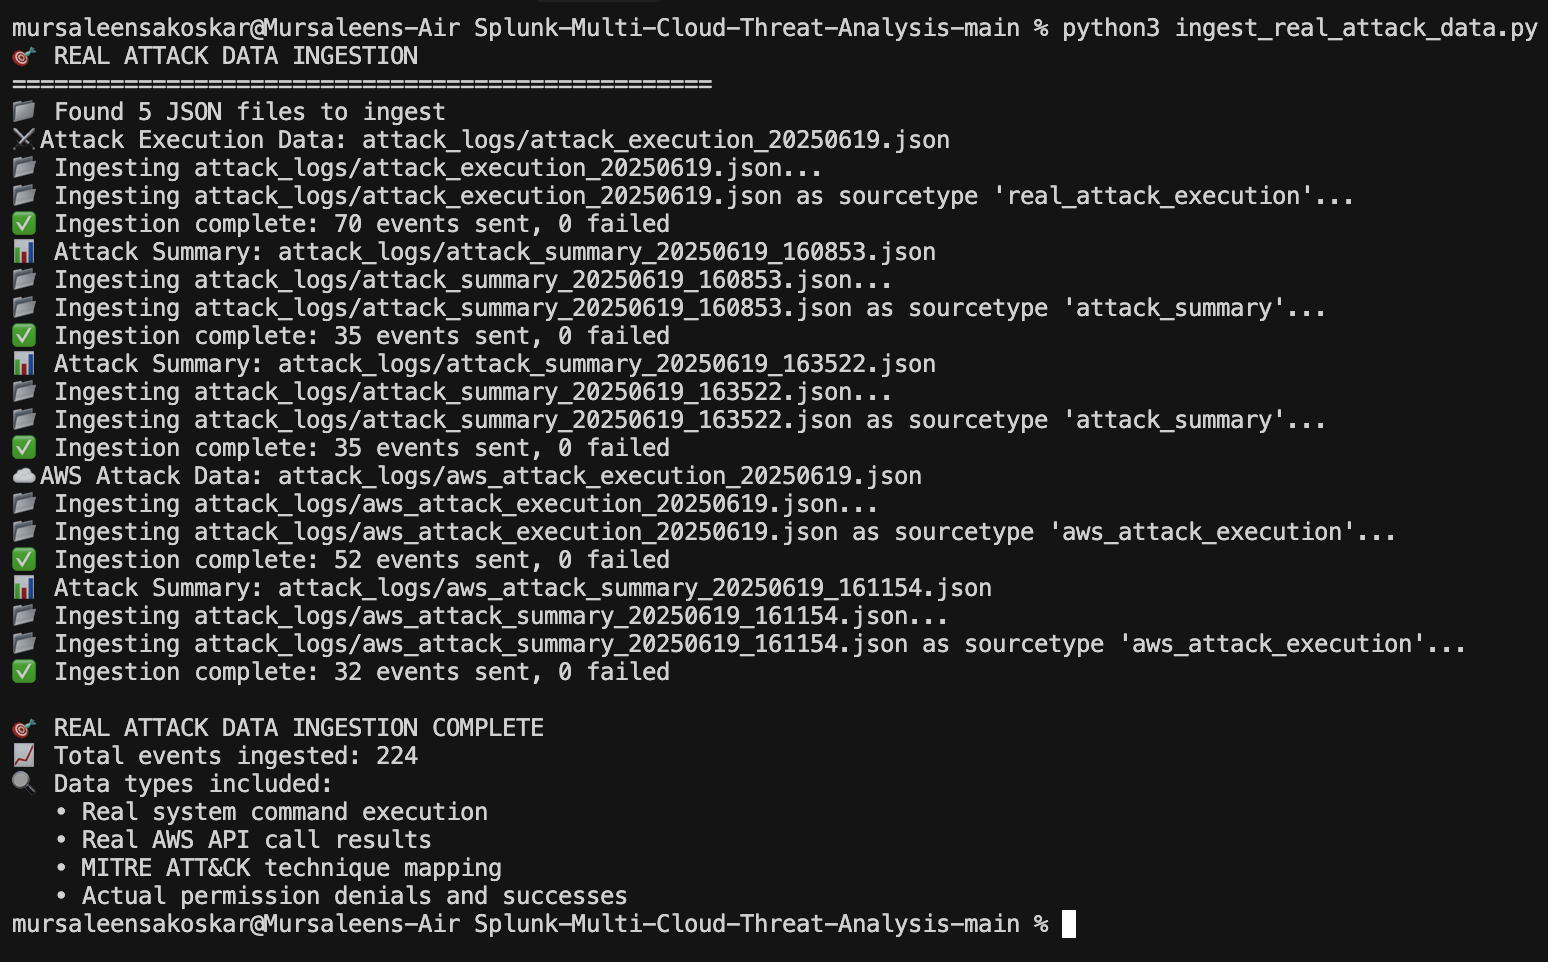 mursaleensakoskar@Mursaleens-Air Splunk-Multi-Cloud-Threat-Analysis-main % python3 ingest_real_attack_data.py
🎯 REAL ATTACK DATA INGESTION
==================================================
📁 Found 5 JSON files to ingest
⚔️Attack Execution Data: attack_logs/attack_execution_20250619.json
📂 Ingesting attack_logs/attack_execution_20250619.json...
📂 Ingesting attack_logs/attack_execution_20250619.json as sourcetype 'real_attack_execution'...
✅ Ingestion complete: 70 events sent, 0 failed
📊 Attack Summary: attack_logs/attack_summary_20250619_160853.json
📂 Ingesting attack_logs/attack_summary_20250619_160853.json...
📂 Ingesting attack_logs/attack_summary_20250619_160853.json as sourcetype 'attack_summary'...
✅ Ingestion complete: 35 events sent, 0 failed
📊 Attack Summary: attack_logs/attack_summary_20250619_163522.json
📂 Ingesting attack_logs/attack_summary_20250619_163522.json...
📂 Ingesting attack_logs/attack_summary_20250619_163522.json as sourcetype 'attack_summary'...
✅ Ingestion complete: 35 events sent, 0 failed
☁️AWS Attack Data: attack_logs/aws_attack_execution_20250619.json
📂 Ingesting attack_logs/aws_attack_execution_20250619.json...
📂 Ingesting attack_logs/aws_attack_execution_20250619.json as sourcetype 'aws_attack_execution'...
✅ Ingestion complete: 52 events sent, 0 failed
📊 Attack Summary: attack_logs/aws_attack_summary_20250619_161154.json
📂 Ingesting attack_logs/aws_attack_summary_20250619_161154.json...
📂 Ingesting attack_logs/aws_attack_summary_20250619_161154.json as sourcetype 'aws_attack_execution'...
✅ Ingestion complete: 32 events sent, 0 failed
🎯 REAL ATTACK DATA INGESTION COMPLETE
📈 Total events ingested: 224
🔍 Data types included:
• Real system command execution
• Real AWS API call results
• MITRE ATT&CK technique mapping
• Actual permission denials and successes
mursaleensakoskar@Mursaleens-Air Splunk-Multi-Cloud-Threat-Analysis-main %